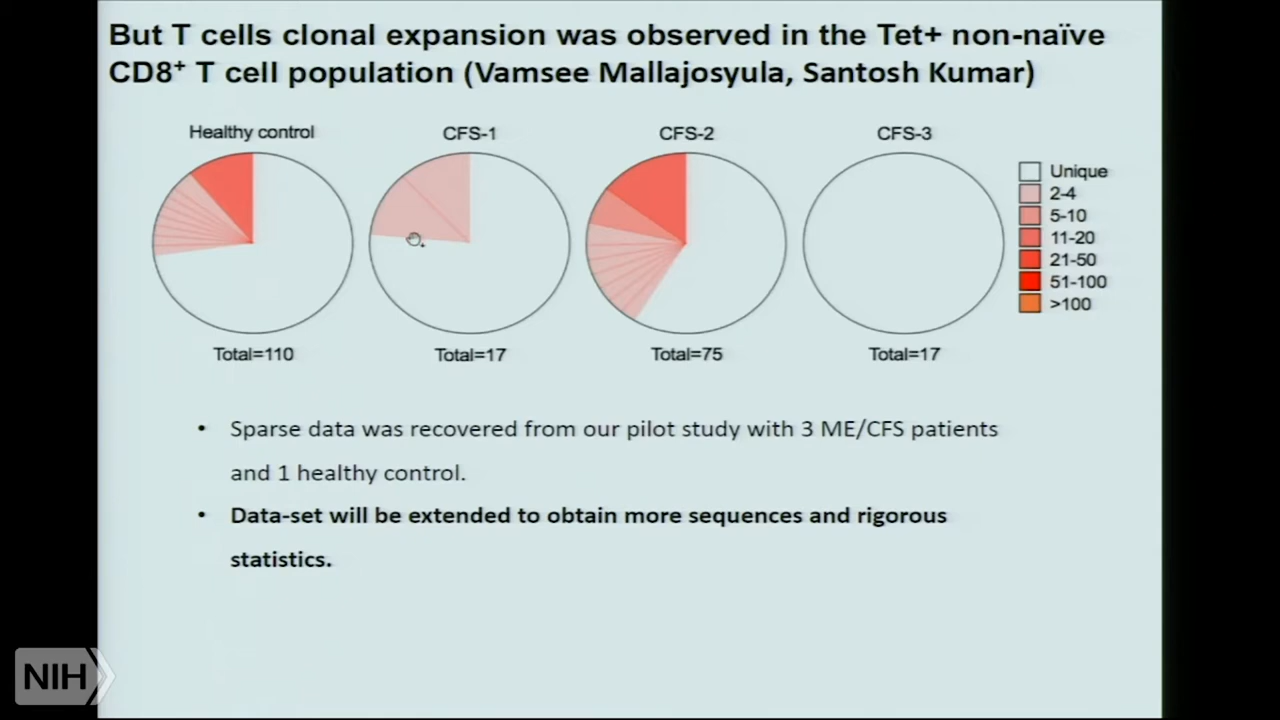 But T cells clonal expansion was observed in the Tet+ non-naïve
CD8+ T cell population (Vamsee Mallajosyula, Santosh Kumar)
Healthy control
CFS-1
CFS-2
CFS-3
Unique
2-4
5-10
11-20
21-50
51-100
>100
Total=110
Total=17
Total=75
Total=17
• Sparse data was recovered from our pilot study with 3 ME/CFS patients
and 1 healthy control.
• Data-set will be extended to obtain more sequences and rigorous
statistics.
NIH